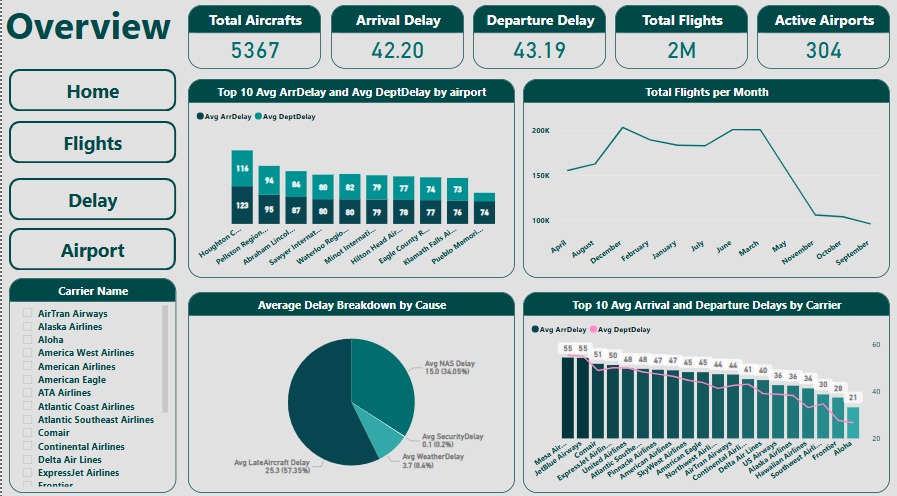 Overview
Total Aircrafts
5367
Arrival Delay
42.20
Departure Delay
43.19
Total Flights
2M
Active Airports
304
Home
Flights
Delay
Airport
Carrier Name
AirTran Airways
Alaska Airlines
Aloha
America West Airlines
American Airlines
American Eagle
ATA Airlines
Atlantic Coast Airlines
Atlantic Southeast Airlines
Comair
Continental Airlines
Delta Air Lines
ExpressJet Airlines
Frontier
Top 10 Avg ArrDelay and Avg DeptDelay by airport
Avg ArrDelay Avg DeptDelay
116 94 84 80 82 79 77 74 73
123 95 87 80 80 79 78 77 76 74
Houghton C...
Pellston Region...
Abraham Lincol...
Sawyer Internat...
Waterloo Regio...
Minot Internati...
Hilton Head Air...
Eagle County R...
Klamath Falls Ai...
Pueblo Memori...
Total Flights per Month
200K
150K
100K
April
August
December
February
January
July
June
March
May
November
October
September
Average Delay Breakdown by Cause
Avg NAS Delay
15.0 (34.05%)
Avg SecurityDelay
0.1 (0.2%)
Avg WeatherDelay
3.7 (8.4%)
Avg LateAircraft Delay
25.3 (57.35%)
Top 10 Avg Arrival and Departure Delays by Carrier
Avg ArrDelay Avg DeptDelay
55 55 51 50 48 48 47 47 45 45 44 44 41 40 36 36 34 30 28 21
60
40
20
Mesa Air...
JetBlue Airways
Comair
ExpressJet Airli...
United Airlines
Atlantic Southe...
Pinnacle Airlines
American Airlines
SkyWest Airlines
American Eagle
Northwest Airli...
AirTran Airways
Continental Airli...
Delta Air Lines
US Airways
Alaska Airlines
Hawaiian Airlines
Southwest Airli...
Frontier
Aloha